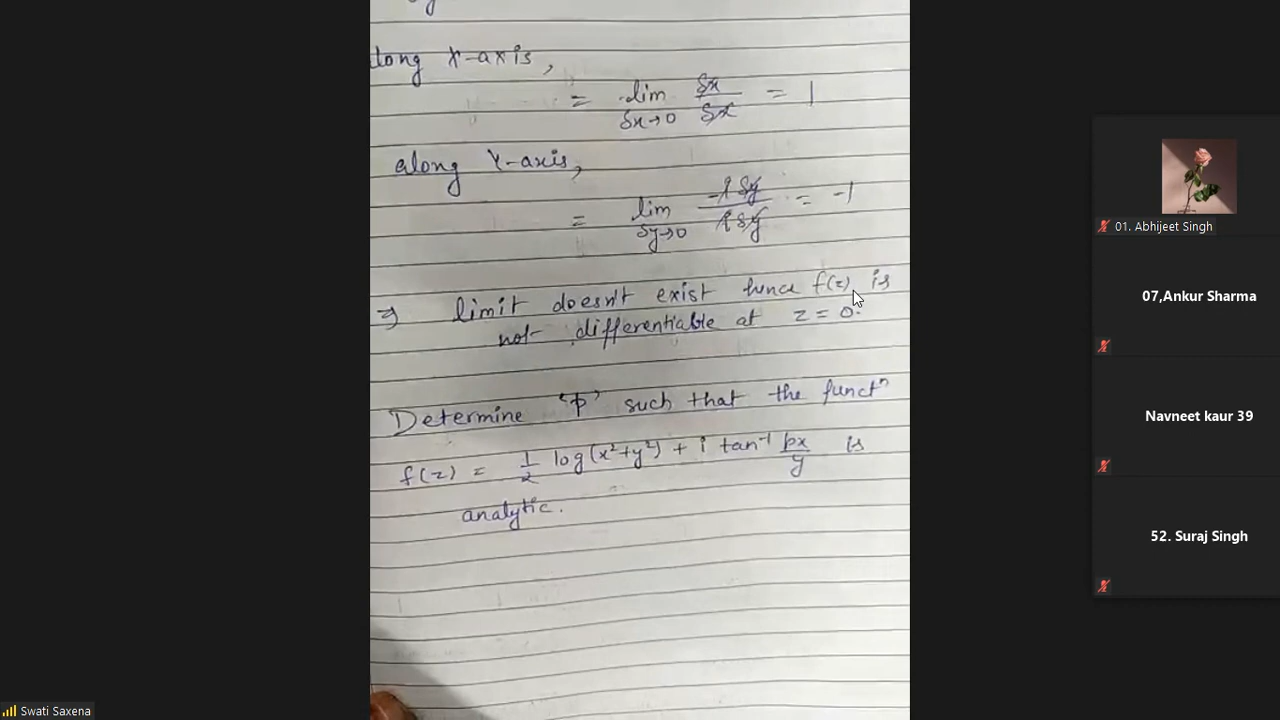 long X-axis,
= lim δx→0 δx/δx = 1
along Y-axis,
= lim δy→0 -iδy/iδy = -1
⇒ limit doesn't exist hence f(z) is
not differentiable at z = 0.
Determine 'p' such that the functⁿ
f(z) = 1/2 log(x²+y²) + i tan⁻¹ px/y is
analytic.
01. Abhijeet Singh
07,Ankur Sharma
Navneet kaur 39
52. Suraj Singh
Swati Saxena